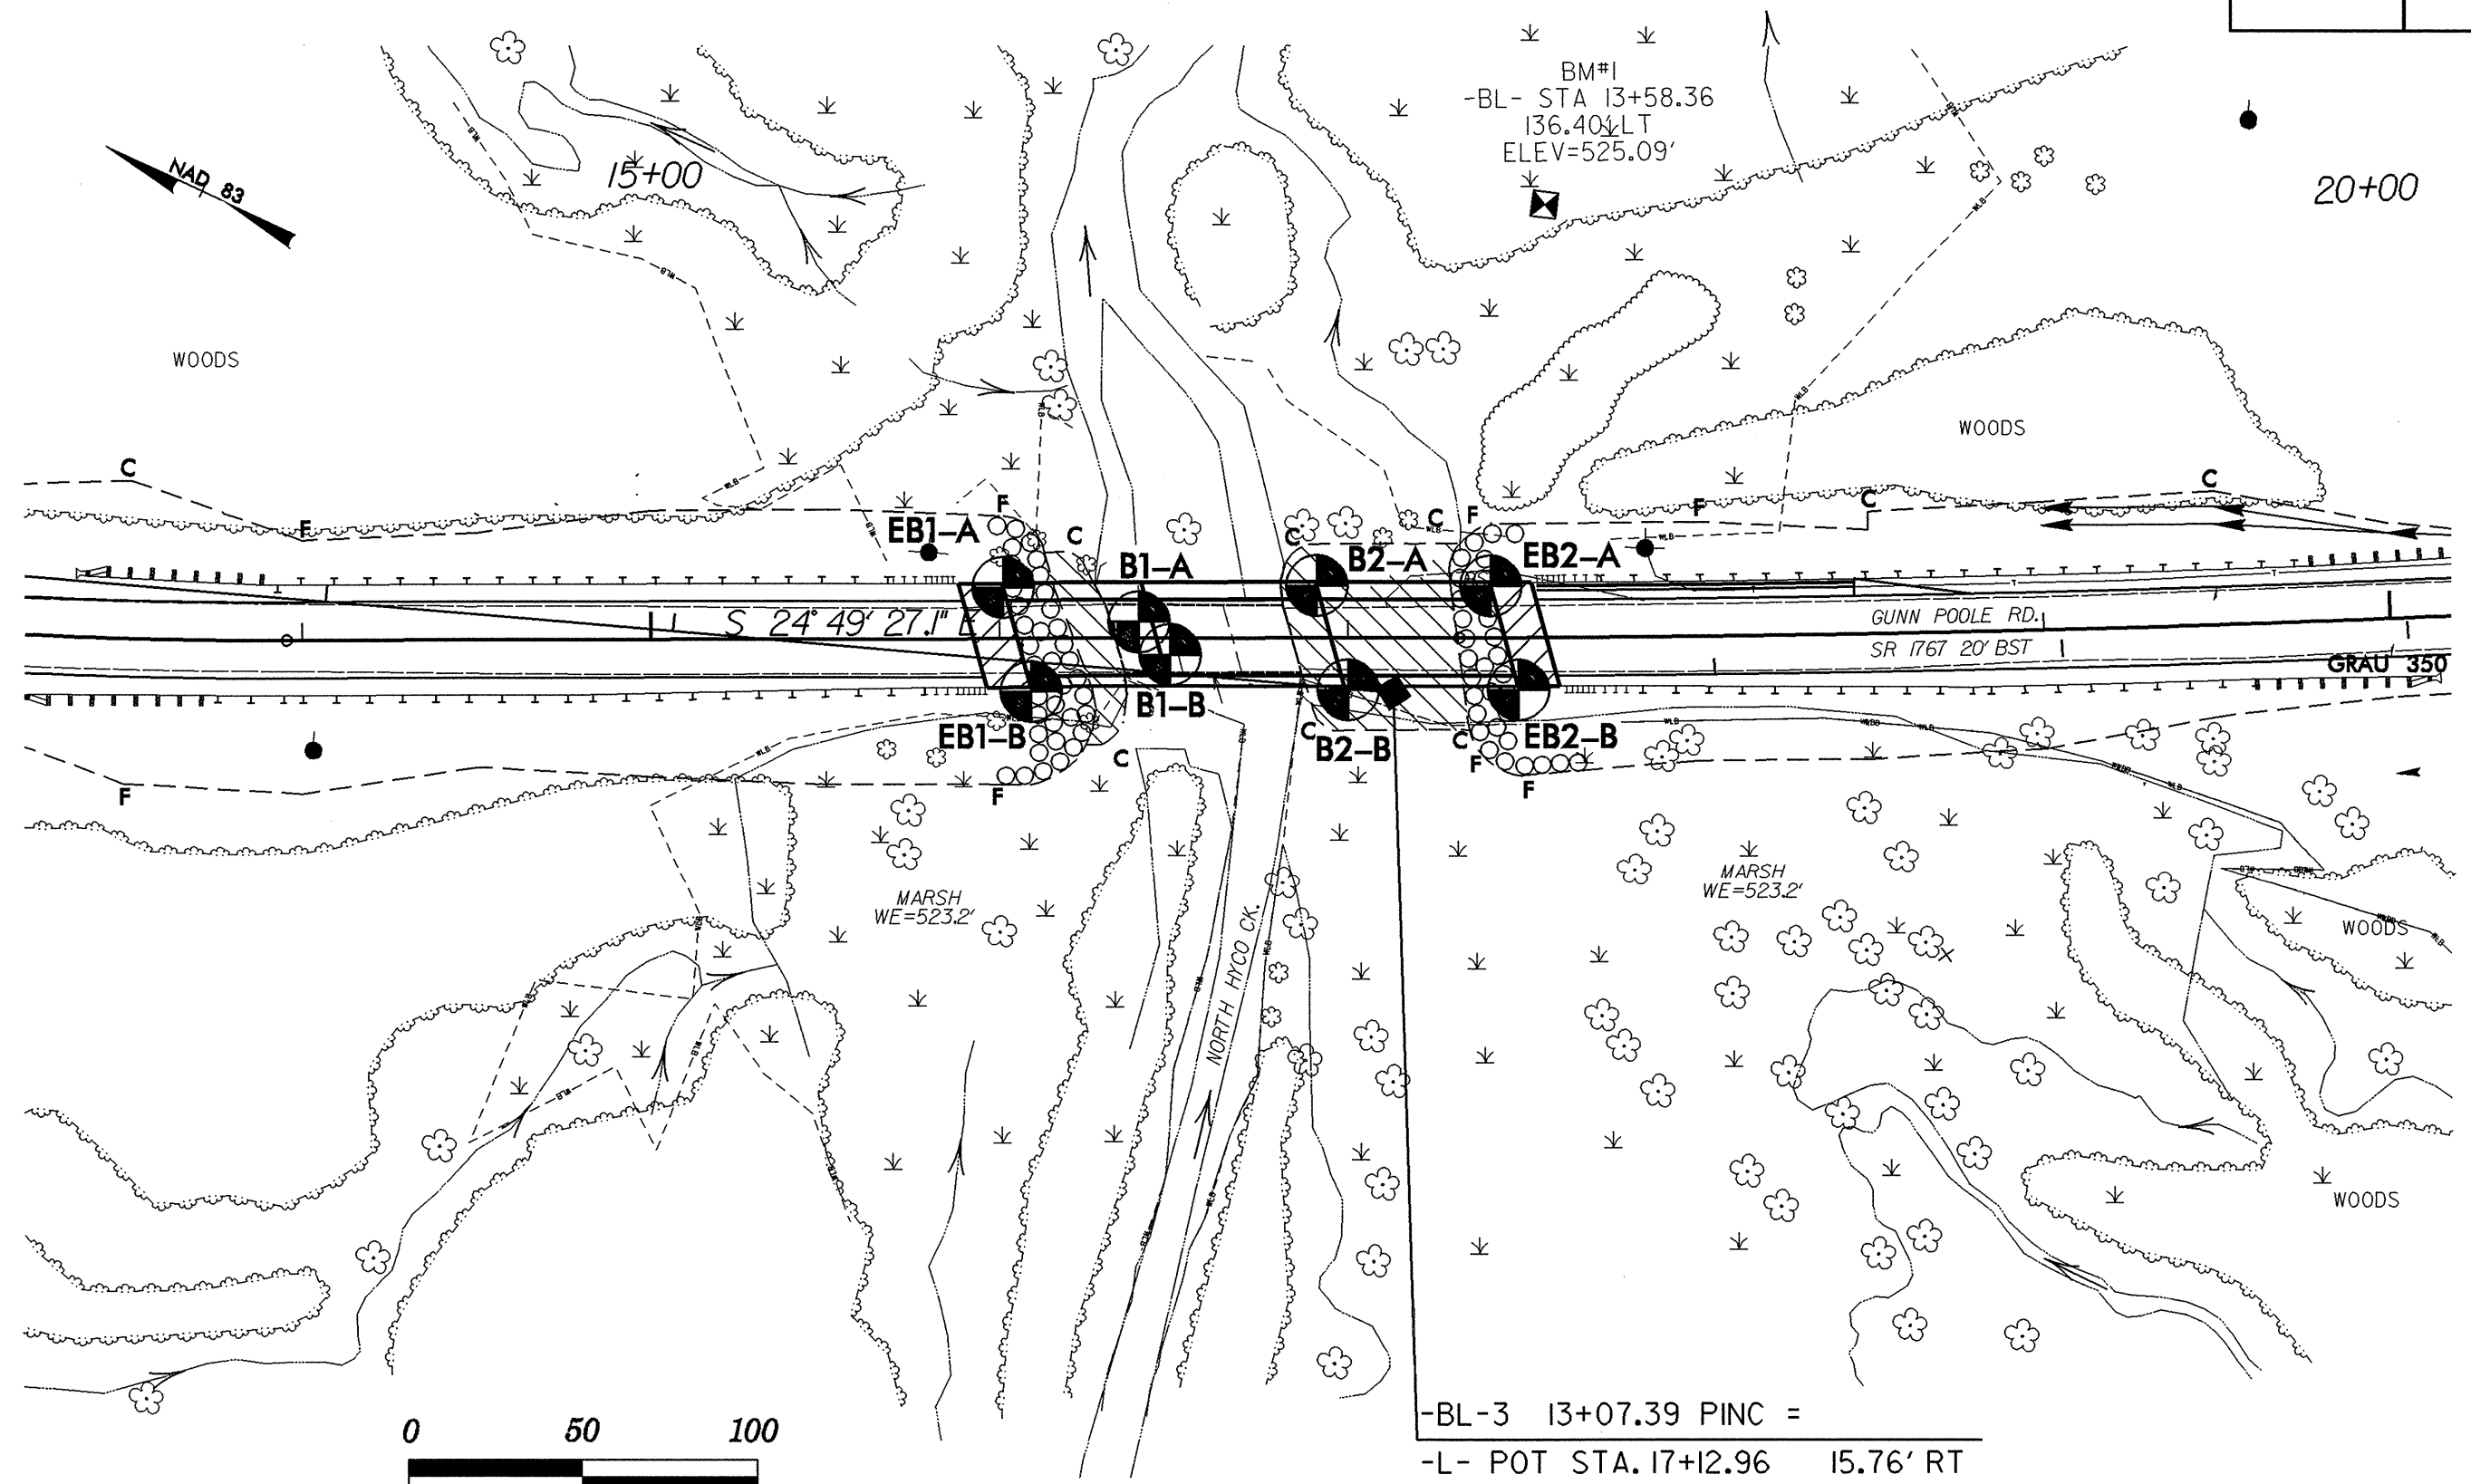 BM#1
-BL- STA 13+58.36
136.40' LT
ELEV=525.09'
NAD 83
15+00
20+00
WOODS
WOODS
C
F
EB1-A
F
C
B1-A
C
B2-A
C
F
EB2-A
F
C
C
S 24° 49' 27.1" E
GUNN POOLE RD.
SR 1767 20' BST
GRAU 350
F
EB1-B
F
C
B1-B
C
B2-B
C
F
EB2-B
F
WLB
MARSH
WE=523.2'
MARSH
WE=523.2'
WOODS
NORTH HYCO CK.
WOODS
0 50 100
-BL-3 13+07.39 PINC =
-L- POT STA. 17+12.96 15.76' RT